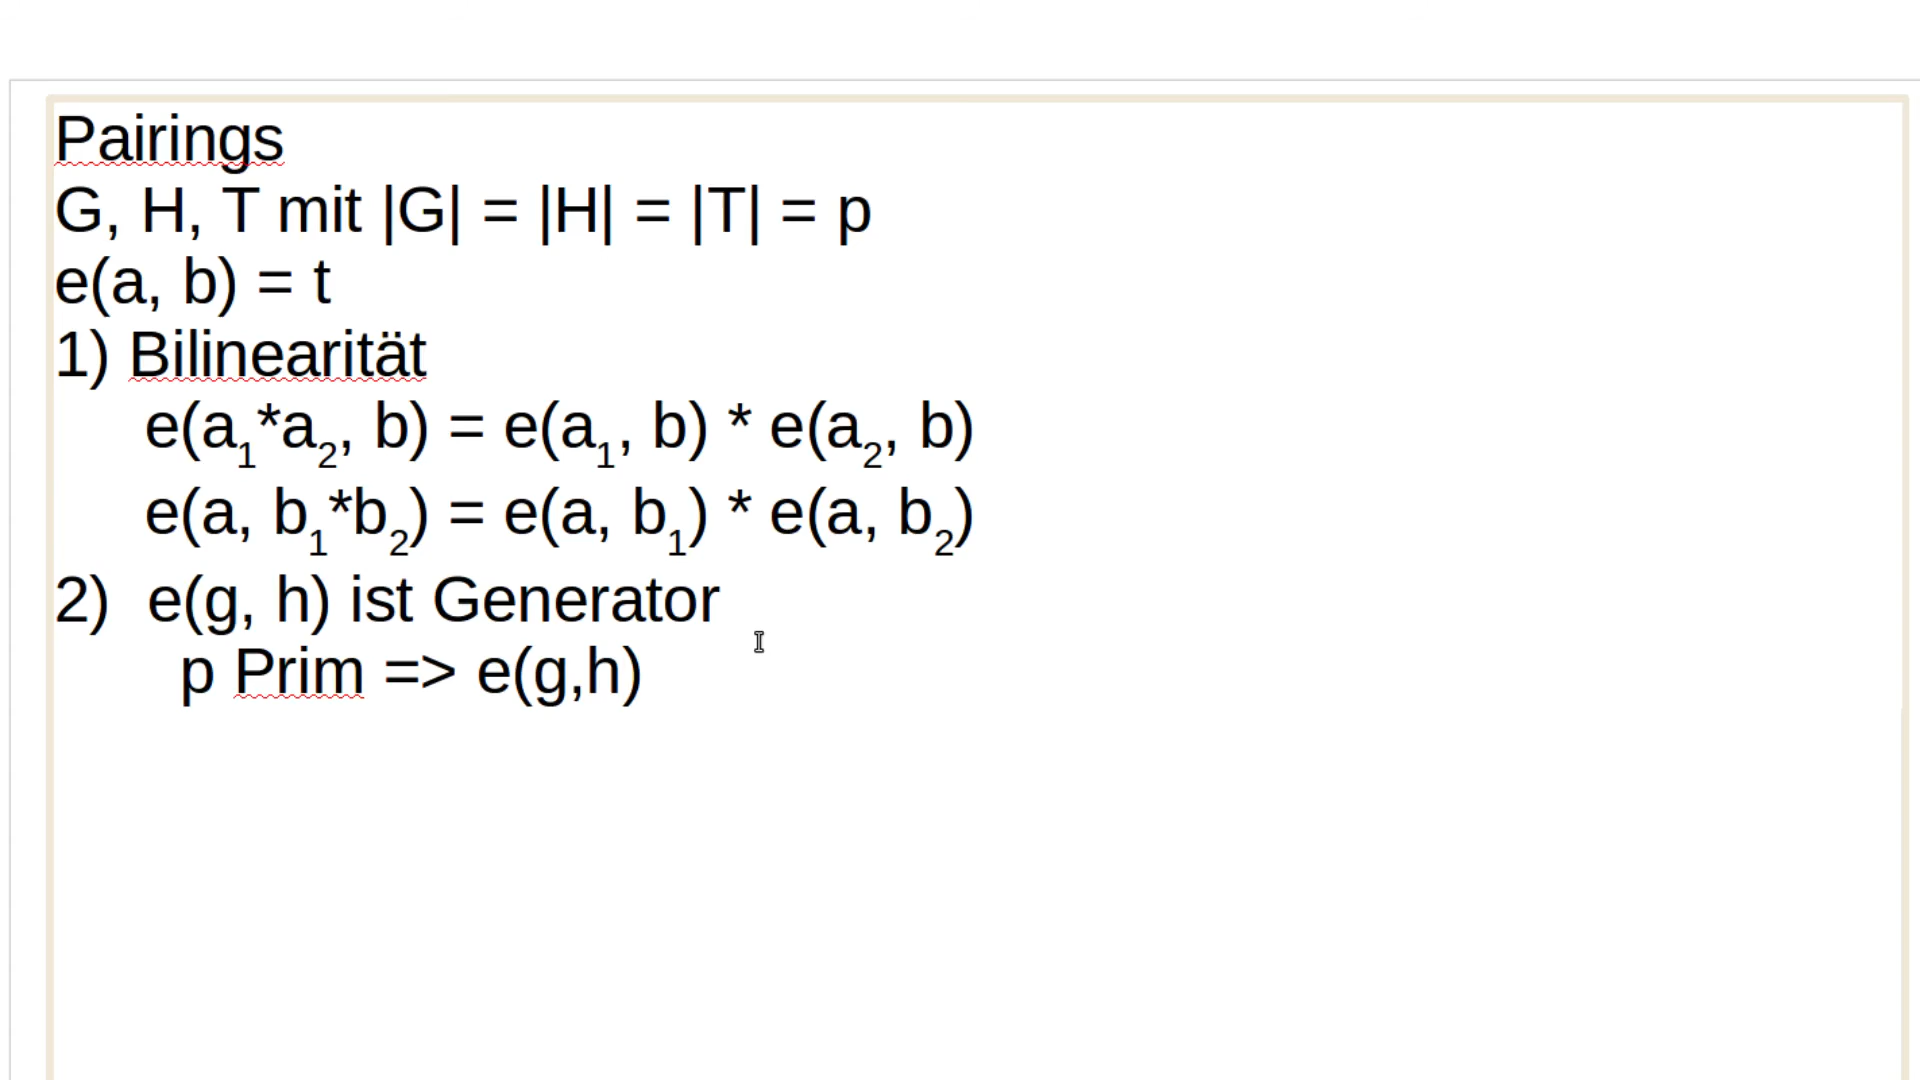 Pairings
G, H, T mit |G| = |H| = |T| = p
e(a, b) = t
1) Bilinearität
e(a₁*a₂, b) = e(a₁, b) * e(a₂, b)
e(a, b₁*b₂) = e(a, b₁) * e(a, b₂)
2) e(g, h) ist Generator
p Prim => e(g,h)